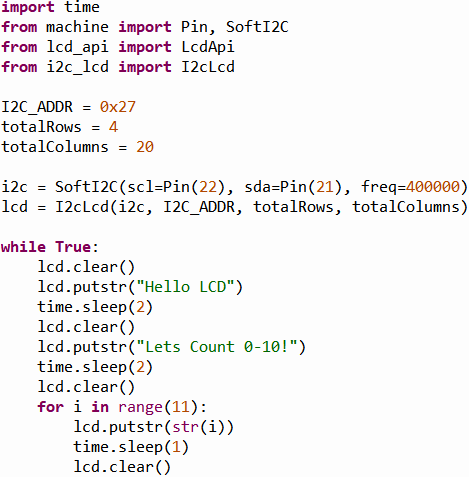 import time
from machine import Pin, SoftI2C
from lcd_api import LcdApi
from i2c_lcd import I2cLcd

I2C_ADDR = 0x27
totalRows = 4
totalColumns = 20

i2c = SoftI2C(scl=Pin(22), sda=Pin(21), freq=400000)
lcd = I2cLcd(i2c, I2C_ADDR, totalRows, totalColumns)

while True:
    lcd.clear()
    lcd.putstr("Hello LCD")
    time.sleep(2)
    lcd.clear()
    lcd.putstr("Lets Count 0-10!")
    time.sleep(2)
    lcd.clear()
    for i in range(11):
        lcd.putstr(str(i))
        time.sleep(1)
        lcd.clear()